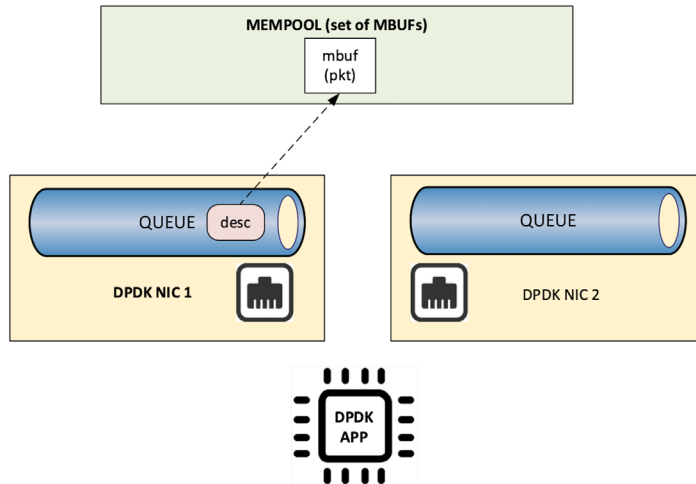 MEMPOOL (set of MBUFs)
mbuf
(pkt)
QUEUE
desc
QUEUE
DPDK NIC 1
DPDK NIC 2
DPDK
APP